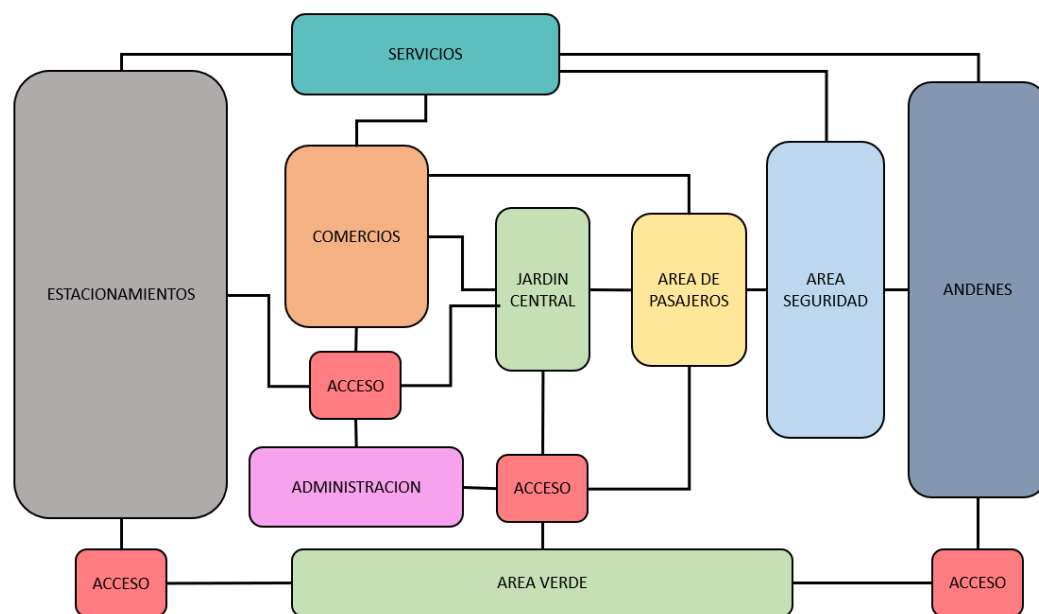 SERVICIOS
COMERCIOS
ESTACIONAMIENTOS
JARDIN
CENTRAL
AREA DE
PASAJEROS
AREA
SEGURIDAD
ANDENES
ACCESO
ADMINISTRACION
ACCESO
ACCESO
AREA VERDE
ACCESO